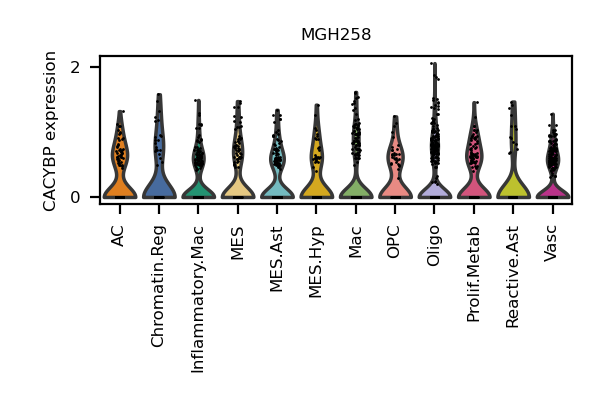 MGH258
CACYBP expression
2
0
AC
Chromatin.Reg
Inflammatory.Mac
MES
MES.Ast
MES.Hyp
Mac
OPC
Oligo
Prolif.Metab
Reactive.Ast
Vasc